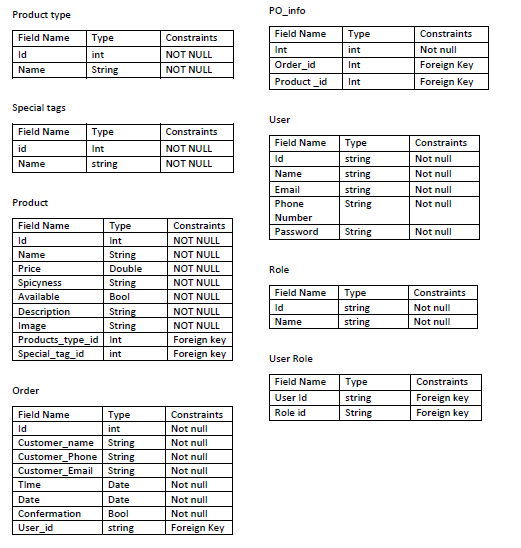 Product type
Field Name Type Constraints
Id int NOT NULL
Name String NOT NULL
Special tags
Field Name Type Constraints
id Int NOT NULL
Name string NOT NULL
Product
Field Name Type Constraints
Id Int NOT NULL
Name String NOT NULL
Price Double NOT NULL
Spicyness String NOT NULL
Available Bool NOT NULL
Description String NOT NULL
Image String NOT NULL
Products_type_id Int Foreign key
Special_tag_id int Foreign key
Order
Field Name Type Constraints
Id int Not null
Customer_name String Not null
Customer_Phone String Not null
Customer_Email String Not null
TIme Date Not null
Date Date Not null
Confermation Bool Not null
User_id string Foreign Key
PO_info
Field Name Type Constraints
Int int Not null
Order_id Int Foreign Key
Product _id Int Foreign Key
User
Field Name Type Constraints
Id string Not null
Name string Not null
Email string Not null
Phone String Not null
Number
Password String Not null
Role
Field Name Type Constraints
Id string Not null
Name string Not null
User Role
Field Name Type Constraints
User Id string Foreign key
Role id String Foreign key